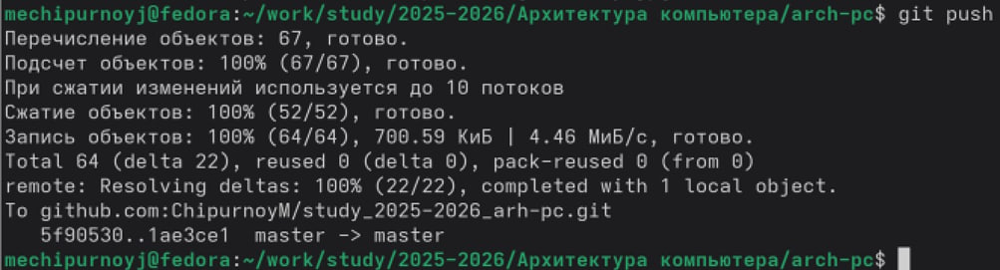 mechipurnoyj@fedora:~/work/study/2025-2026/Архитектура компьютера/arch-pc$ git push
Перечисление объектов: 67, готово.
Подсчет объектов: 100% (67/67), готово.
При сжатии изменений используется до 10 потоков
Сжатие объектов: 100% (52/52), готово.
Запись объектов: 100% (64/64), 700.59 КиБ | 4.46 МиБ/с, готово.
Total 64 (delta 22), reused 0 (delta 0), pack-reused 0 (from 0)
remote: Resolving deltas: 100% (22/22), completed with 1 local object.
To github.com:ChipurnoyM/study_2025-2026_arh-pc.git
   5f90530..1ae3ce1  master -> master
mechipurnoyj@fedora:~/work/study/2025-2026/Архитектура компьютера/arch-pc$